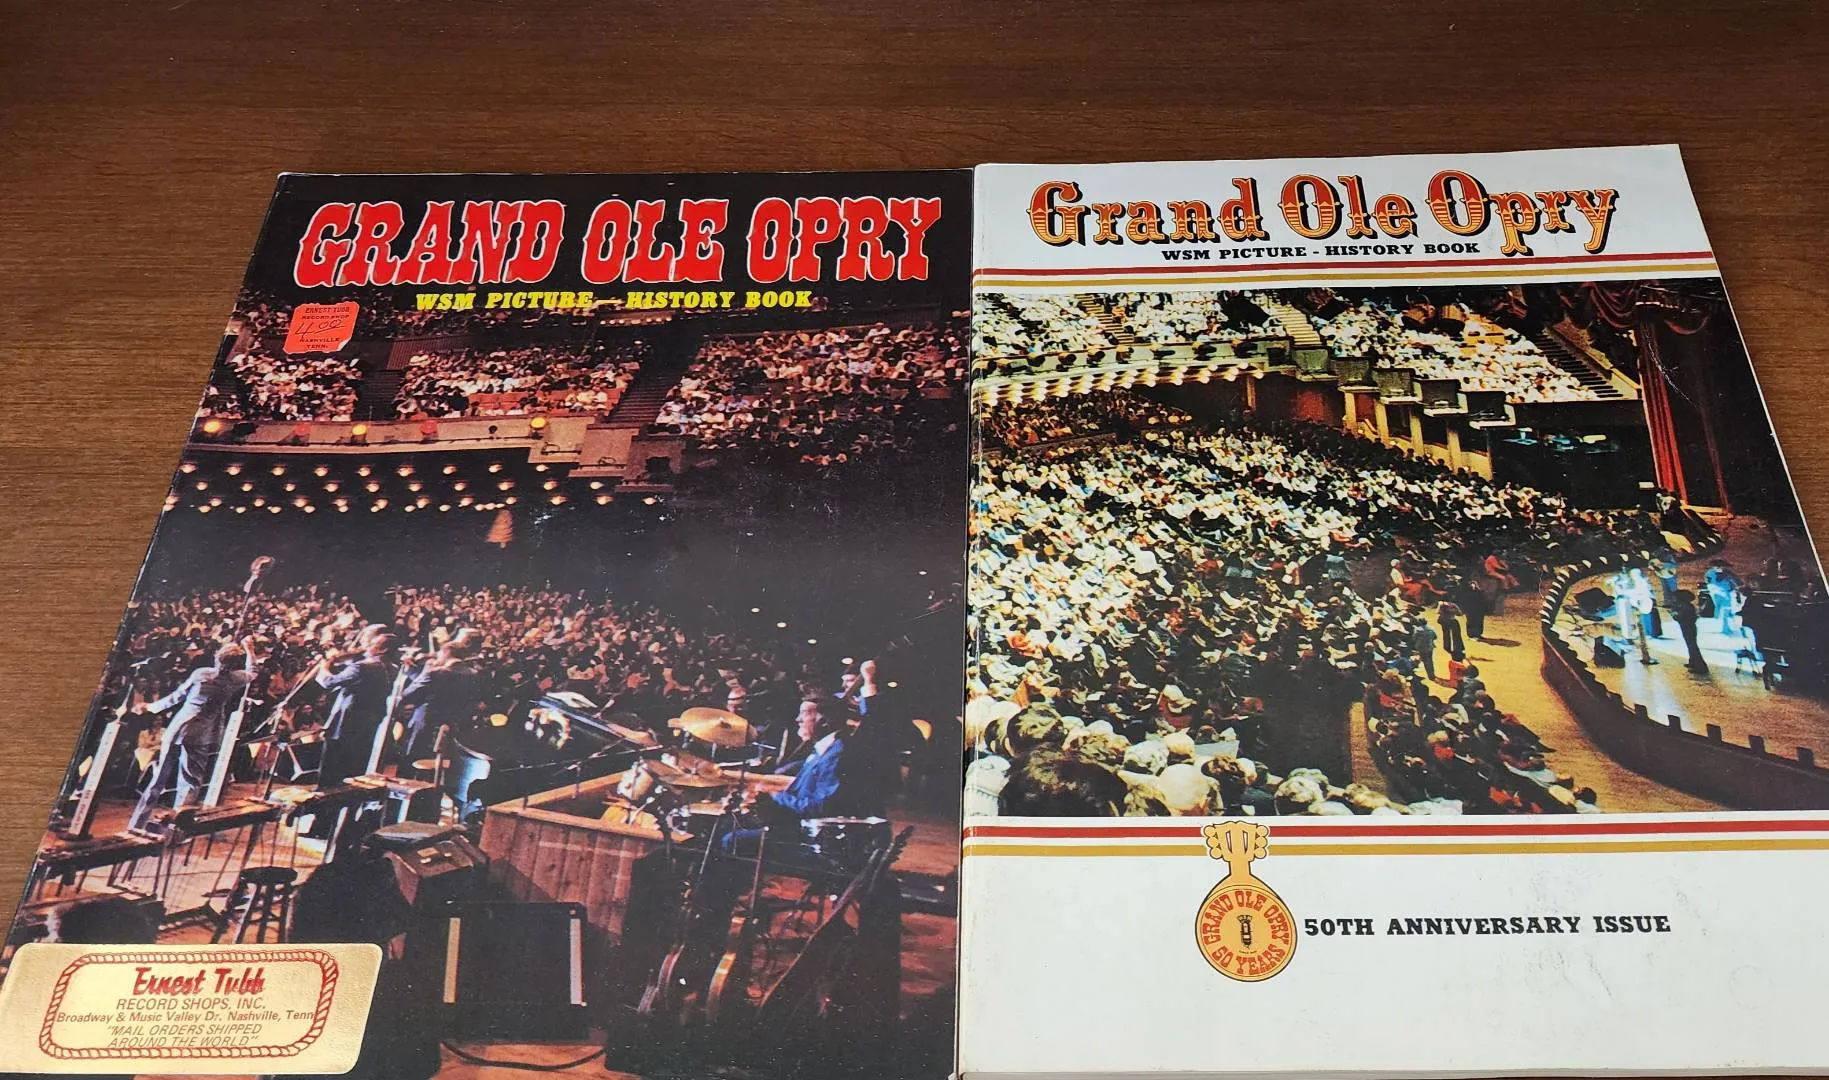 GRAND OLE OPRY
WSM PICTURE — HISTORY BOOK
ERNEST TUBB
RECORD SHOP
4.00
NASHVILLE
TENN.
Ernest Tubb
RECORD SHOPS, INC.
Broadway & Music Valley Dr. Nashville, Tenn
"MAIL ORDERS SHIPPED
AROUND THE WORLD"
Grand Ole Opry
WSM PICTURE - HISTORY BOOK
GRAND OLE OPRY
50 YEARS
50TH ANNIVERSARY ISSUE